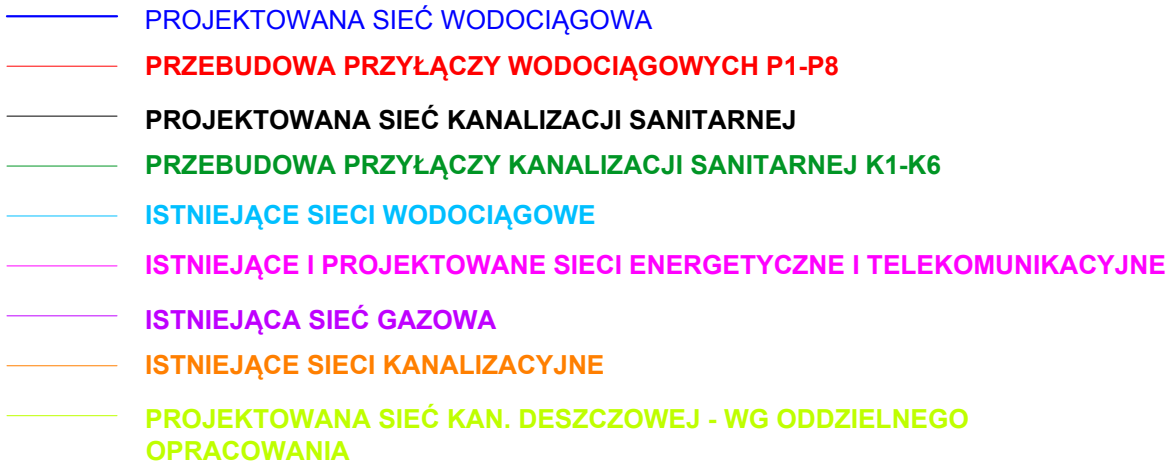 PROJEKTOWANA SIEĆ WODOCIĄGOWA
PRZEBUDOWA PRZYŁĄCZY WODOCIĄGOWYCH P1-P8
PROJEKTOWANA SIEĆ KANALIZACJI SANITARNEJ
PRZEBUDOWA PRZYŁĄCZY KANALIZACJI SANITARNEJ K1-K6
ISTNIEJĄCE SIECI WODOCIĄGOWE
ISTNIEJĄCE I PROJEKTOWANE SIECI ENERGETYCZNE I TELEKOMUNIKACYJNE
ISTNIEJĄCA SIEĆ GAZOWA
ISTNIEJĄCE SIECI KANALIZACYJNE
PROJEKTOWANA SIEĆ KAN. DESZCZOWEJ - WG ODDZIELNEGO
OPRACOWANIA